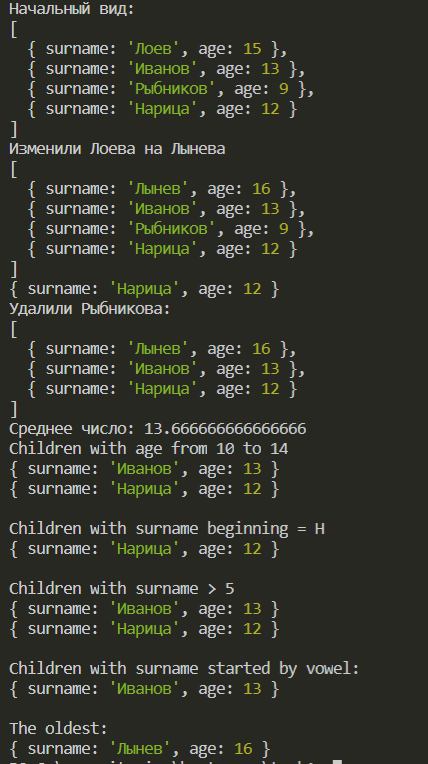 Начальный вид:
[
  { surname: 'Лоев', age: 15 },
  { surname: 'Иванов', age: 13 },
  { surname: 'Рыбников', age: 9 },
  { surname: 'Нарица', age: 12 }
]
Изменили Лоева на Лынева
[
  { surname: 'Лынев', age: 16 },
  { surname: 'Иванов', age: 13 },
  { surname: 'Рыбников', age: 9 },
  { surname: 'Нарица', age: 12 }
]
{ surname: 'Нарица', age: 12 }
Удалили Рыбникова:
[
  { surname: 'Лынев', age: 16 },
  { surname: 'Иванов', age: 13 },
  { surname: 'Нарица', age: 12 }
]
Среднее число: 13.666666666666666
Children with age from 10 to 14
{ surname: 'Иванов', age: 13 }
{ surname: 'Нарица', age: 12 }
Children with surname beginning = Н
{ surname: 'Нарица', age: 12 }
Children with surname > 5
{ surname: 'Иванов', age: 13 }
{ surname: 'Нарица', age: 12 }
Children with surname started by vowel:
{ surname: 'Иванов', age: 13 }
The oldest:
{ surname: 'Лынев', age: 16 }